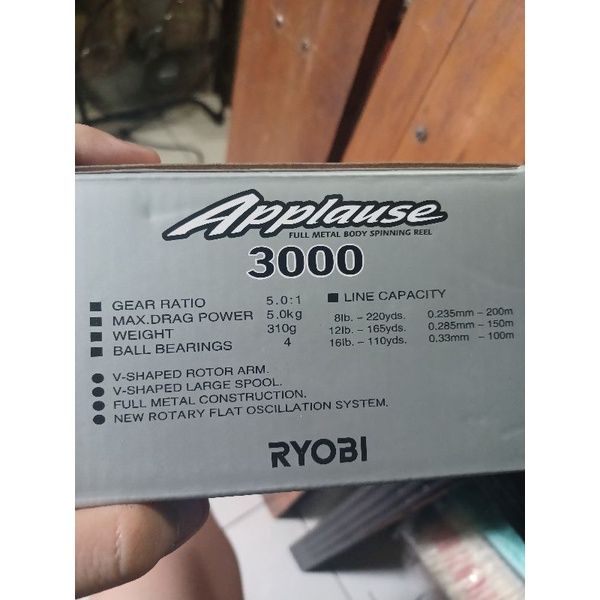 Applause
FULL METAL BODY SPINNING REEL
3000
■ GEAR RATIO 5.0:1
■ MAX.DRAG POWER 5.0kg
■ WEIGHT 310g
■ BALL BEARINGS 4
■ LINE CAPACITY
8lb. – 220yds. 0.235mm – 200m
12lb. – 165yds. 0.285mm – 150m
16lb. – 110yds. 0.33mm – 100m
● V-SHAPED ROTOR ARM.
● V-SHAPED LARGE SPOOL.
● FULL METAL CONSTRUCTION.
● NEW ROTARY FLAT OSCILLATION SYSTEM.
RYOBI